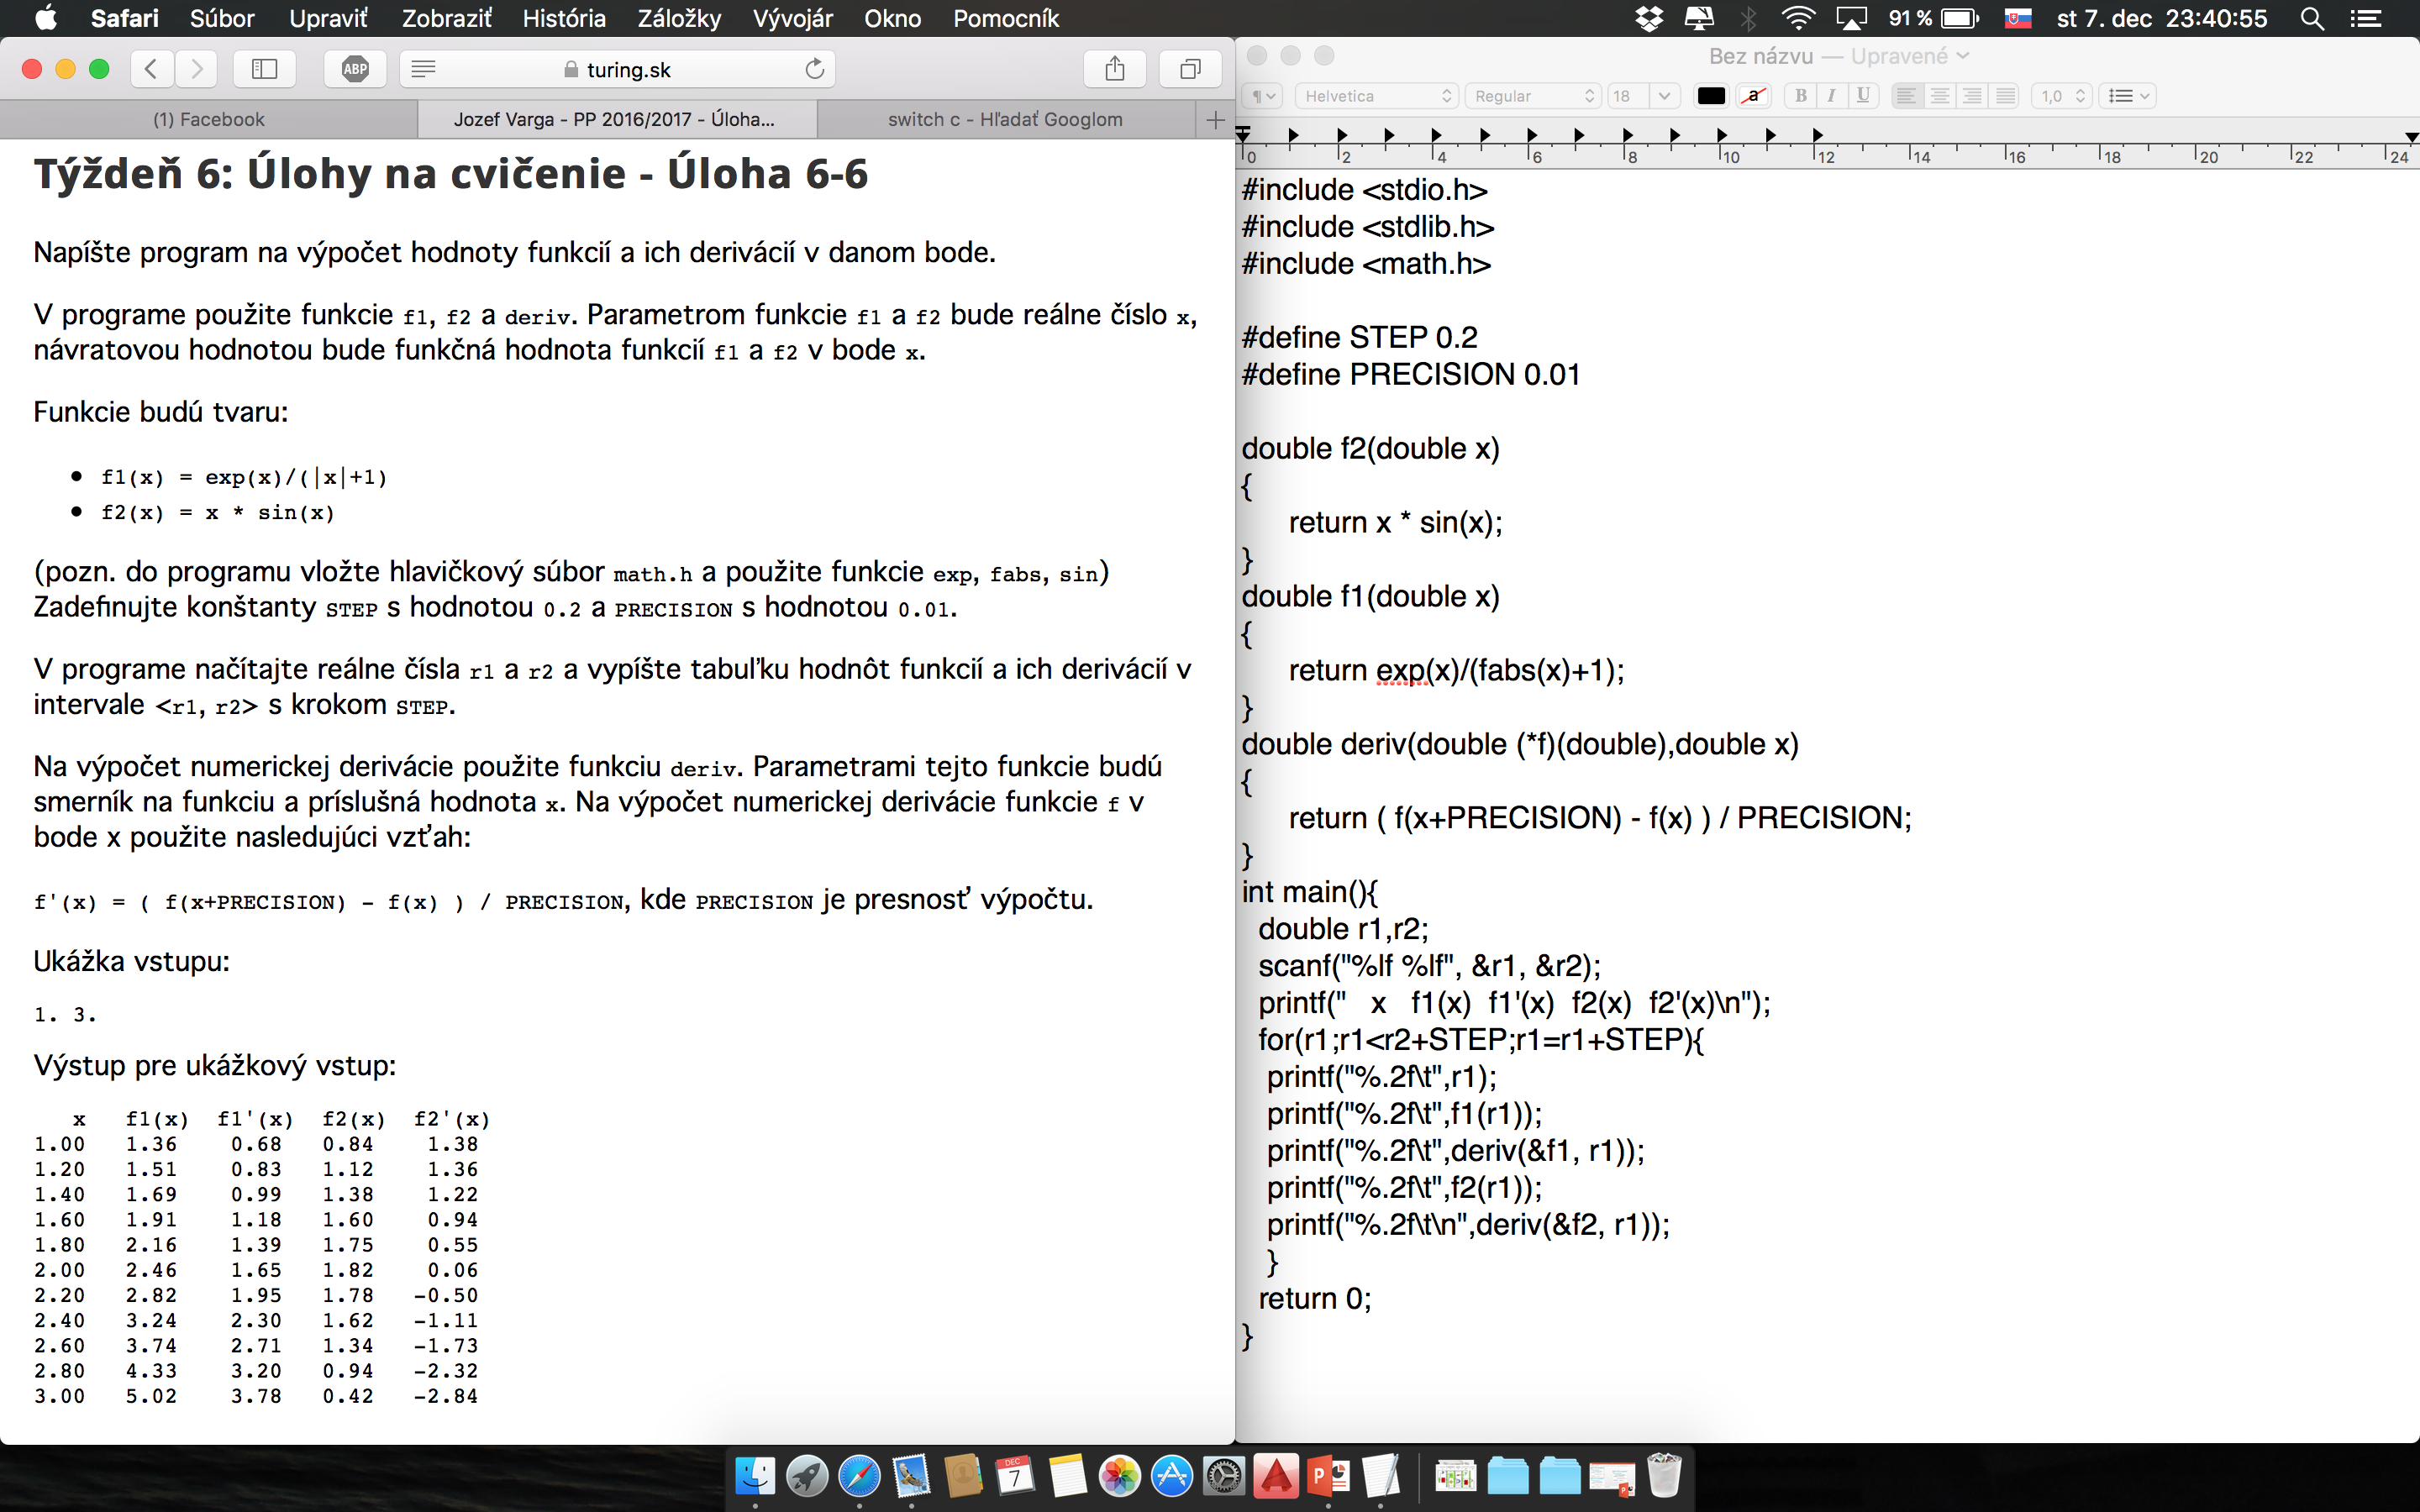 Safari Súbor Upraviť Zobraziť História Záložky Vývojár Okno Pomocník 91 % st 7. dec 23:40:55
ABP turing.sk
(1) Facebook Jozef Varga - PP 2016/2017 - Úloha... switch c - Hľadať Googlom
Týždeň 6: Úlohy na cvičenie - Úloha 6-6
Napíšte program na výpočet hodnoty funkcií a ich derivácií v danom bode.
V programe použite funkcie f1, f2 a deriv. Parametrom funkcie f1 a f2 bude reálne číslo x,
návratovou hodnotou bude funkčná hodnota funkcií f1 a f2 v bode x.
Funkcie budú tvaru:
• f1(x) = exp(x)/(|x|+1)
• f2(x) = x * sin(x)
(pozn. do programu vložte hlavičkový súbor math.h a použite funkcie exp, fabs, sin)
Zadefinujte konštanty STEP s hodnotou 0.2 a PRECISION s hodnotou 0.01.
V programe načítajte reálne čísla r1 a r2 a vypíšte tabuľku hodnôt funkcií a ich derivácií v
intervale <r1, r2> s krokom STEP.
Na výpočet numerickej derivácie použite funkciu deriv. Parametrami tejto funkcie budú
smerník na funkciu a príslušná hodnota x. Na výpočet numerickej derivácie funkcie f v
bode x použite nasledujúci vzťah:
f'(x) = ( f(x+PRECISION) - f(x) ) / PRECISION, kde PRECISION je presnosť výpočtu.
Ukážka vstupu:
1. 3.
Výstup pre ukážkový vstup:
x f1(x) f1'(x) f2(x) f2'(x)
1.00 1.36 0.68 0.84 1.38
1.20 1.51 0.83 1.12 1.36
1.40 1.69 0.99 1.38 1.22
1.60 1.91 1.18 1.60 0.94
1.80 2.16 1.39 1.75 0.55
2.00 2.46 1.65 1.82 0.06
2.20 2.82 1.95 1.78 -0.50
2.40 3.24 2.30 1.62 -1.11
2.60 3.74 2.71 1.34 -1.73
2.80 4.33 3.20 0.94 -2.32
3.00 5.02 3.78 0.42 -2.84
Bez názvu — Upravené
¶ Helvetica Regular 18 a B I U 1,0
0 2 4 6 8 10 12 14 16 18 20 22 24
#include <stdio.h>
#include <stdlib.h>
#include <math.h>
#define STEP 0.2
#define PRECISION 0.01
double f2(double x)
{
return x * sin(x);
}
double f1(double x)
{
return exp(x)/(fabs(x)+1);
}
double deriv(double (*f)(double),double x)
{
return ( f(x+PRECISION) - f(x) ) / PRECISION;
}
int main(){
double r1,r2;
scanf("%lf %lf", &r1, &r2);
printf("   x   f1(x)  f1'(x)  f2(x)  f2'(x)\n");
for(r1;r1<r2+STEP;r1=r1+STEP){
printf("%.2f\t",r1);
printf("%.2f\t",f1(r1));
printf("%.2f\t",deriv(&f1, r1));
printf("%.2f\t",f2(r1));
printf("%.2f\t\n",deriv(&f2, r1));
}
return 0;
}
DEC
7
P